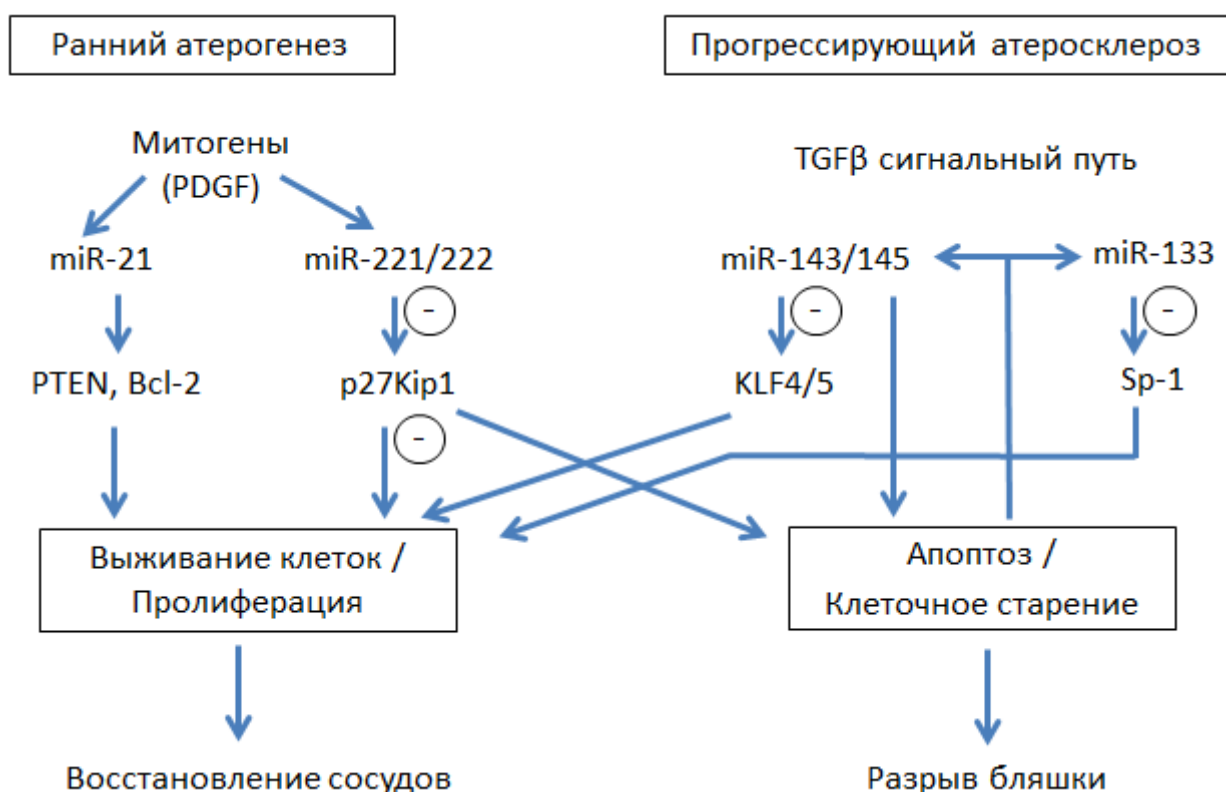 Ранний атерогенез
Прогрессирующий атеросклероз
Митогены
(PDGF)
TGFβ сигнальный путь
miR-21
miR-221/222
miR-143/145
miR-133
-
-
-
PTEN, Bcl-2
p27Kip1
KLF4/5
Sp-1
-
Выживание клеток /
Пролиферация
Апоптоз /
Клеточное старение
Восстановление сосудов
Разрыв бляшки